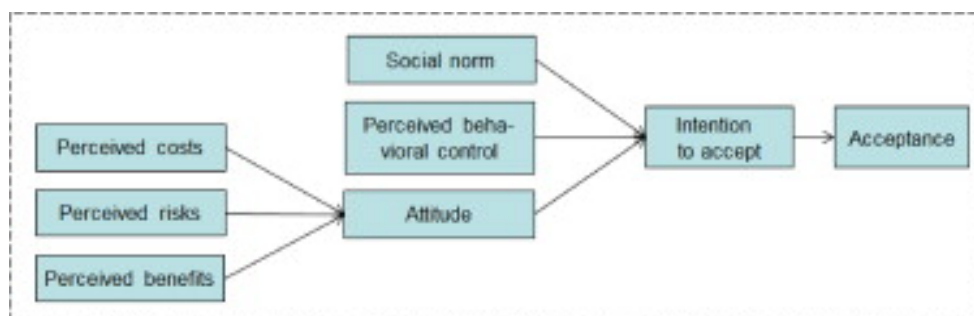 Social norm
Perceived beha-
vioral control
Intention
to accept
Acceptance
Perceived costs
Perceived risks
Attitude
Perceived benefits